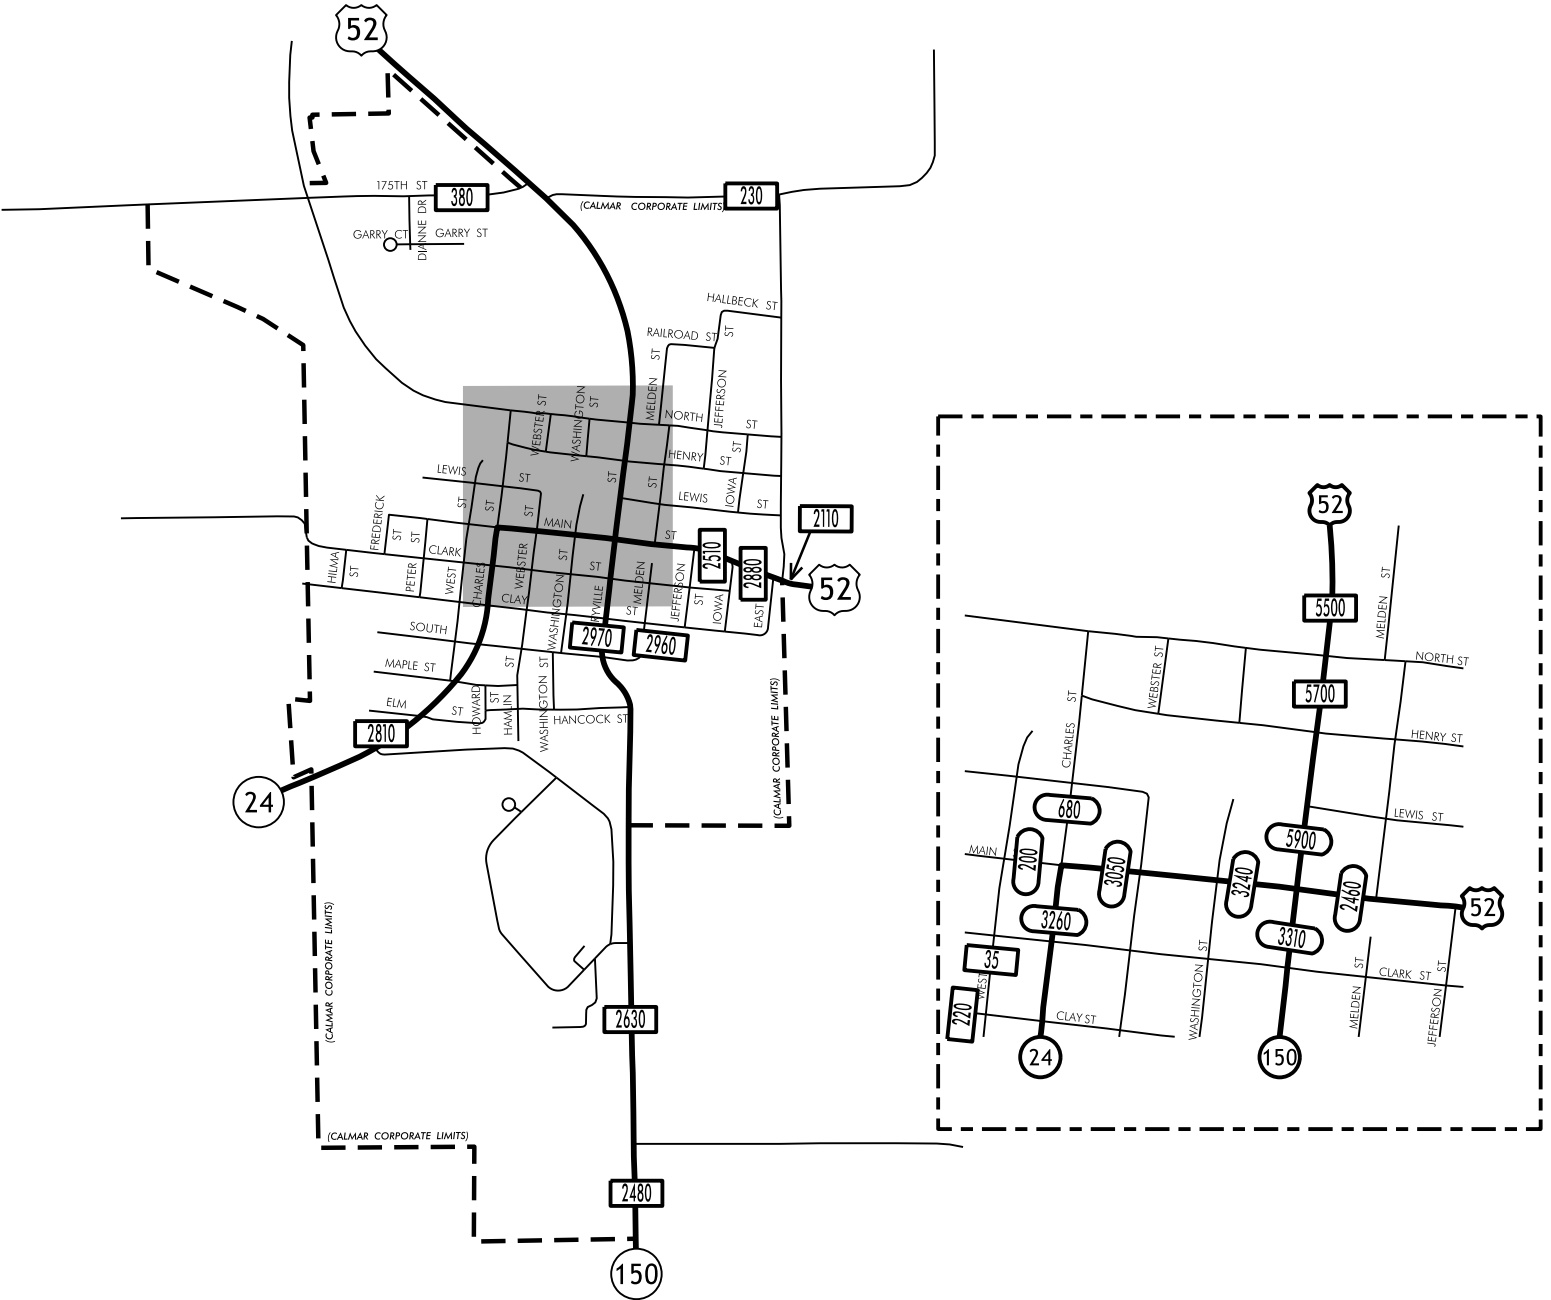 52
175TH ST
380
230
(CALMAR CORPORATE LIMITS)
DIANNE DR
GARRY CT
GARRY ST
HALLBECK ST
RAILROAD ST
ST
MELDEN ST
JEFFERSON
WEBSTER ST
WASHINGTON ST
NORTH ST
HENRY ST
ST
LEWIS ST
ST
ST
ST
ST
ST
LEWIS ST
IOWA
FREDERICK ST
ST
MAIN ST
2110
2510
2880
52
CLARK ST
HILMA ST
PETER
WEST
CHARLES
WEBSTER
ST
WASHINGTON
MELDEN
JEFFERSON ST
IOWA
EAST
CLAY ST
RYVILLE
SOUTH
2970
2960
MAPLE ST
ST
ELM ST
HOWARD ST
HAMLIN
WASHINGTON ST
HANCOCK ST
2810
24
(CALMAR CORPORATE LIMITS)
(CALMAR CORPORATE LIMITS)
2630
(CALMAR CORPORATE LIMITS)
2480
150
52
5500
MELDEN ST
NORTH ST
WEBSTER ST
CHARLES ST
5700
HENRY ST
680
LEWIS ST
5900
MAIN
200
3050
3240
2460
52
3260
3310
35
WEST
220
CLAY ST
WASHINGTON ST
MELDEN ST
CLARK ST
JEFFERSON ST
24
150